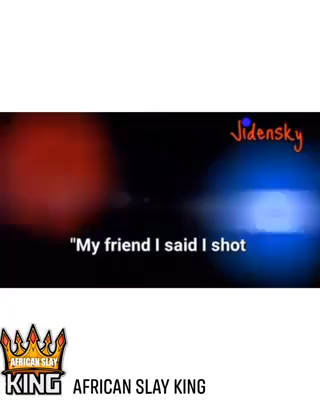 Jidensky
"My friend I said I shot
AFRICAN SLAY
KING
AFRICAN SLAY KING